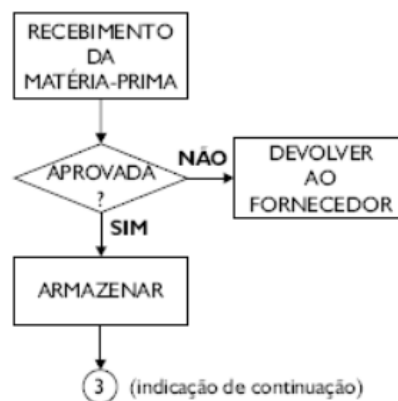 RECEBIMENTO
DA
MATÉRIA-PRIMA
APROVADA
?
NÃO
DEVOLVER
AO
FORNECEDOR
SIM
ARMAZENAR
3 (indicação de continuação)